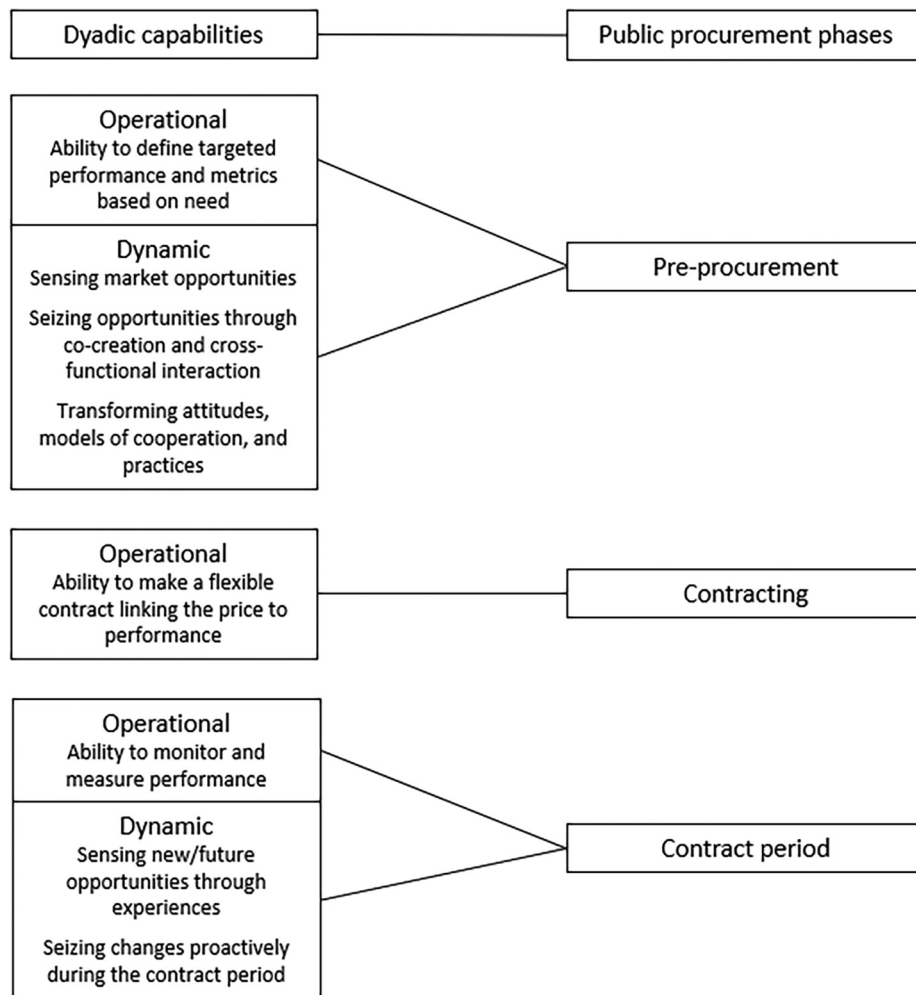 Dyadic capabilities
Public procurement phases
Operational
Ability to define targeted
performance and metrics
based on need
Dynamic
Sensing market opportunities
Seizing opportunities through
co-creation and cross-
functional interaction
Transforming attitudes,
models of cooperation, and
practices
Pre-procurement
Operational
Ability to make a flexible
contract linking the price to
performance
Contracting
Operational
Ability to monitor and
measure performance
Dynamic
Sensing new/future
opportunities through
experiences
Seizing changes proactively
during the contract period
Contract period